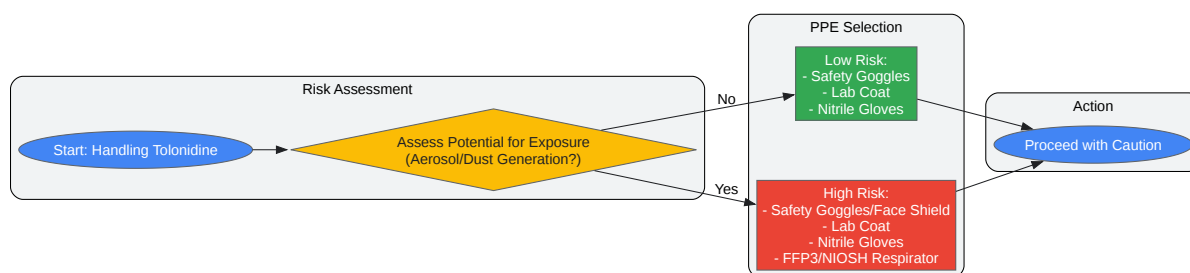 Risk Assessment
Start: Handling Tolonidine
Assess Potential for Exposure
(Aerosol/Dust Generation?)
No
Yes
PPE Selection
Low Risk:
- Safety Goggles
- Lab Coat
- Nitrile Gloves
High Risk:
- Safety Goggles/Face Shield
- Lab Coat
- Nitrile Gloves
- FFP3/NIOSH Respirator
Action
Proceed with Caution